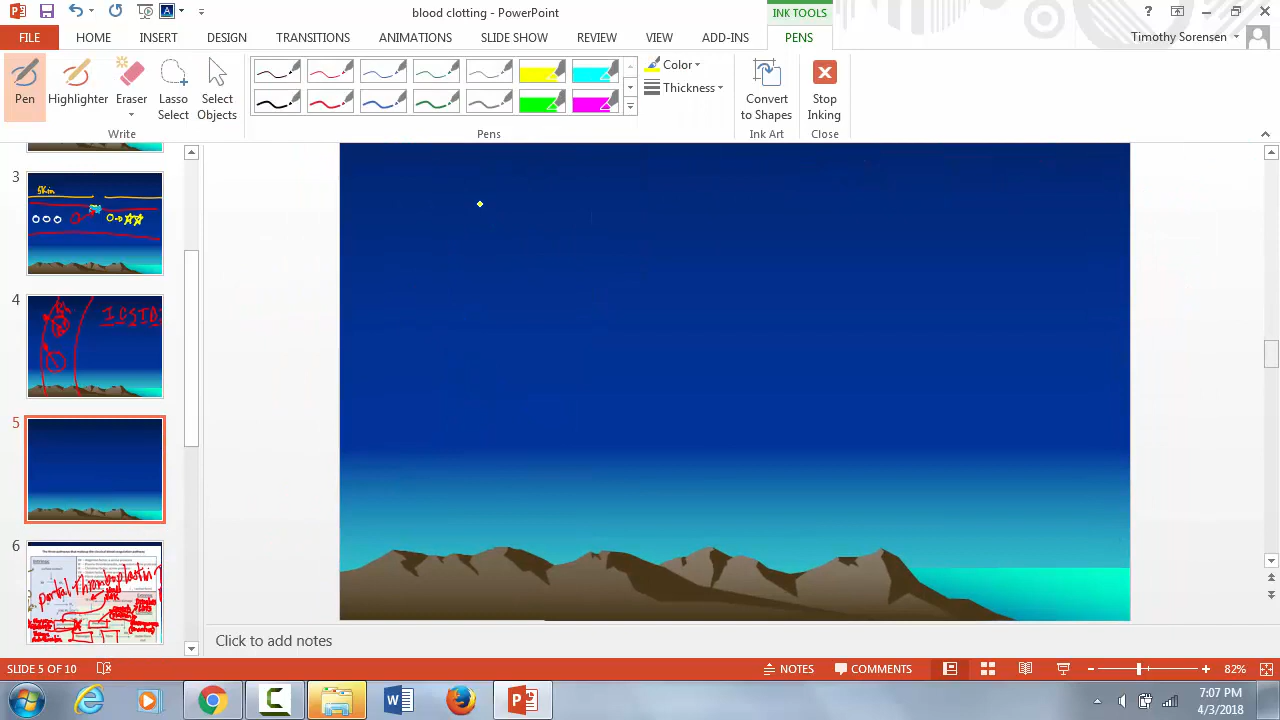 blood clotting - PowerPoint
INK TOOLS
FILE HOME INSERT DESIGN TRANSITIONS ANIMATIONS SLIDE SHOW REVIEW VIEW ADD-INS PENS
Timothy Sorensen
Pen Highlighter Eraser Lasso Select Select Objects
Color
Thickness
Convert to Shapes
Stop Inking
Write Pens Ink Art Close
3
Skin
4
5
6
Partial Thromboplastin
Click to add notes
SLIDE 5 OF 10 NOTES COMMENTS 82%
7:07 PM
4/3/2018